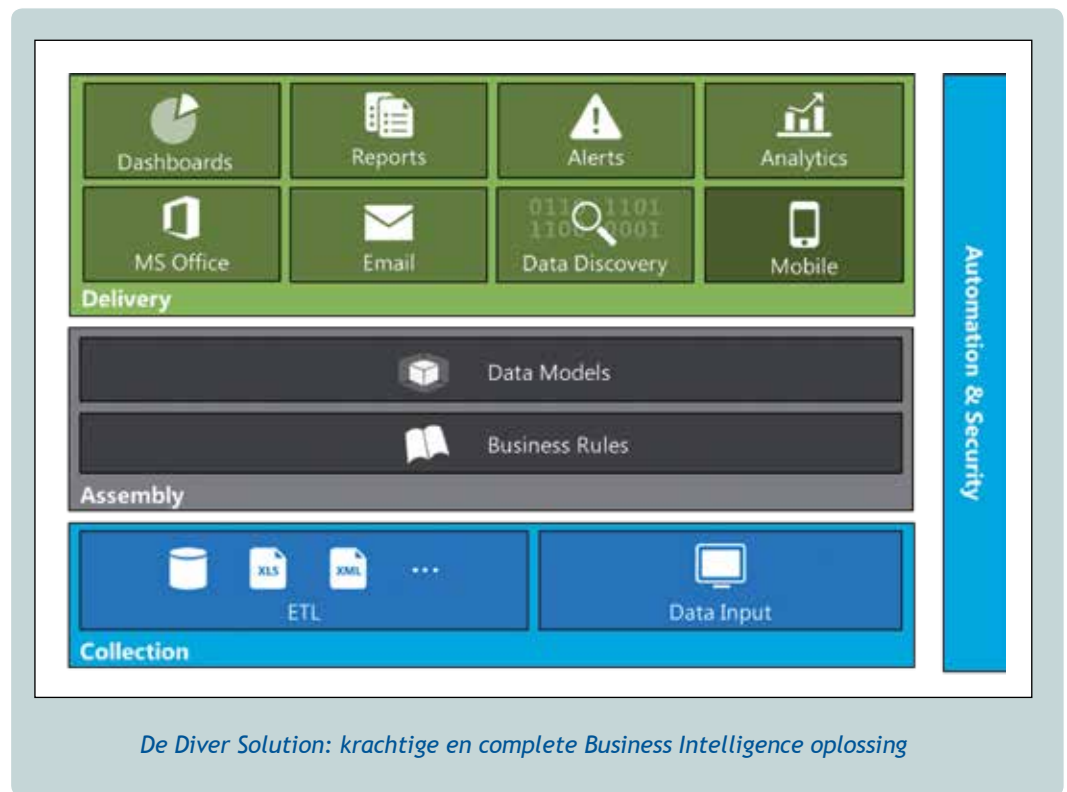 Dashboards
Reports
Alerts
Analytics
MS Office
Email
Data Discovery
Mobile
Delivery
Data Models
Business Rules
Assembly
XLS
XML
...
ETL
Data Input
Collection
Automation & Security
De Diver Solution: krachtige en complete Business Intelligence oplossing